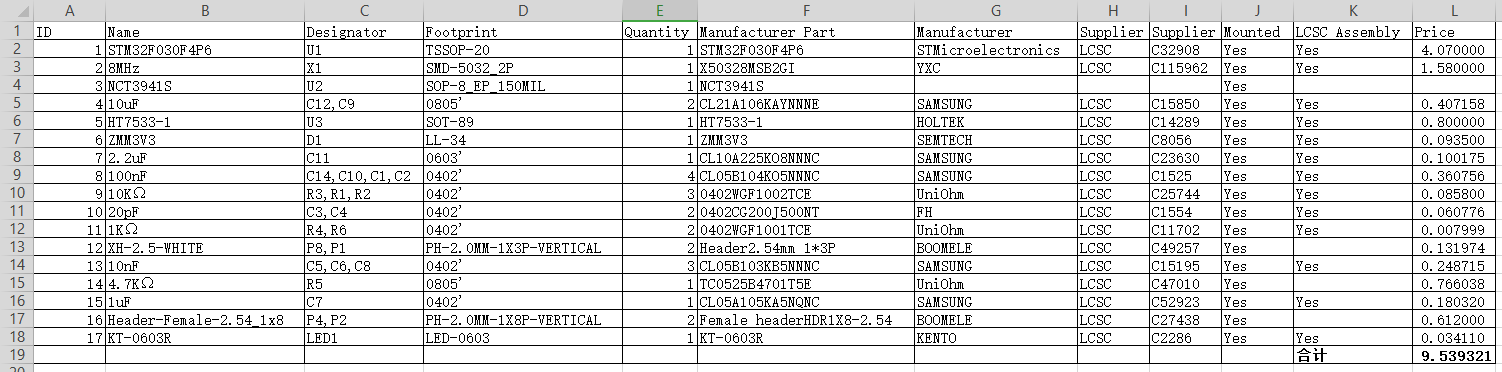 A B C D E F G H I J K L
1 ID Name Designator Footprint Quantity Manufacturer Part Manufacturer Supplier Supplier Mounted LCSC Assembly Price
2 1 STM32F030F4P6 U1 TSSOP-20 1 STM32F030F4P6 STMicroelectronics LCSC C32908 Yes Yes 4.070000
3 2 8MHz X1 SMD-5032_2P 1 X50328MSB2GI YXC LCSC C115962 Yes Yes 1.580000
4 3 NCT3941S U2 SOP-8_EP_150MIL 1 NCT3941S Yes
5 4 10uF C12,C9 0805' 2 CL21A106KAYNNNE SAMSUNG LCSC C15850 Yes Yes 0.407158
6 5 HT7533-1 U3 SOT-89 1 HT7533-1 HOLTEK LCSC C14289 Yes Yes 0.800000
7 6 ZMM3V3 D1 LL-34 1 ZMM3V3 SEMTECH LCSC C8056 Yes Yes 0.093500
8 7 2.2uF C11 0603' 1 CL10A225KO8NNNC SAMSUNG LCSC C23630 Yes Yes 0.100175
9 8 100nF C14,C10,C1,C2 0402' 4 CL05B104KO5NNNC SAMSUNG LCSC C1525 Yes Yes 0.360756
10 9 10KΩ R3,R1,R2 0402' 3 0402WGF1002TCE UniOhm LCSC C25744 Yes Yes 0.085800
11 10 20pF C3,C4 0402' 2 0402CG200J500NT FH LCSC C1554 Yes Yes 0.060776
12 11 1KΩ R4,R6 0402' 2 0402WGF1001TCE UniOhm LCSC C11702 Yes Yes 0.007999
13 12 XH-2.5-WHITE P8,P1 PH-2.0MM-1X3P-VERTICAL 2 Header2.54mm 1*3P BOOMELE LCSC C49257 Yes 0.131974
14 13 10nF C5,C6,C8 0402' 3 CL05B103KB5NNNC SAMSUNG LCSC C15195 Yes Yes 0.248715
15 14 4.7KΩ R5 0805' 1 TC0525B4701T5E UniOhm LCSC C47010 Yes 0.766038
16 15 1uF C7 0402' 1 CL05A105KA5NQNC SAMSUNG LCSC C52923 Yes Yes 0.180320
17 16 Header-Female-2.54_1x8 P4,P2 PH-2.0MM-1X8P-VERTICAL 2 Female headerHDR1X8-2.54 BOOMELE LCSC C27438 Yes 0.612000
18 17 KT-0603R LED1 LED-0603 1 KT-0603R KENTO LCSC C2286 Yes Yes 0.034110
19 合计 9.539321